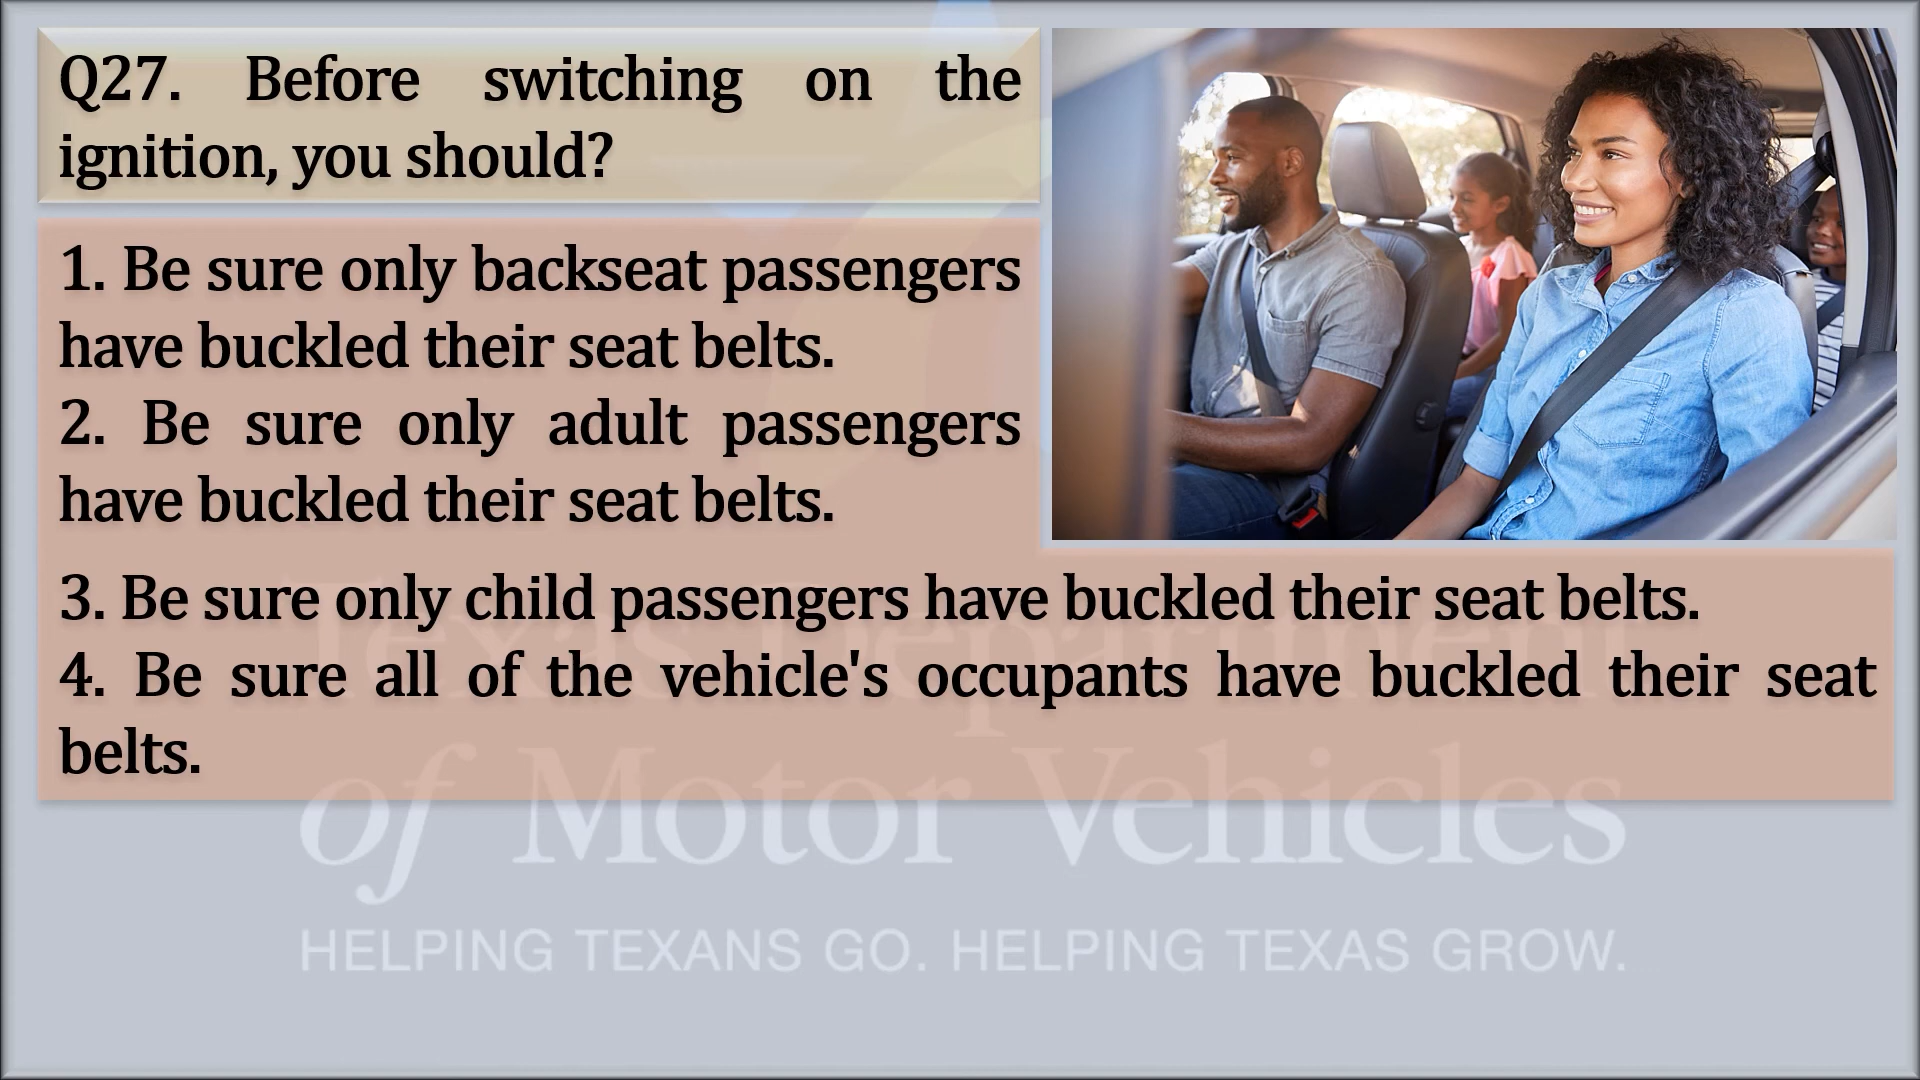 Q27. Before switching on the
ignition, you should?
1. Be sure only backseat passengers
have buckled their seat belts.
2. Be sure only adult passengers
have buckled their seat belts.
3. Be sure only child passengers have buckled their seat belts.
4. Be sure all of the vehicle's occupants have buckled their seat
belts.
Texas Department
of Motor Vehicles
HELPING TEXANS GO. HELPING TEXAS GROW.